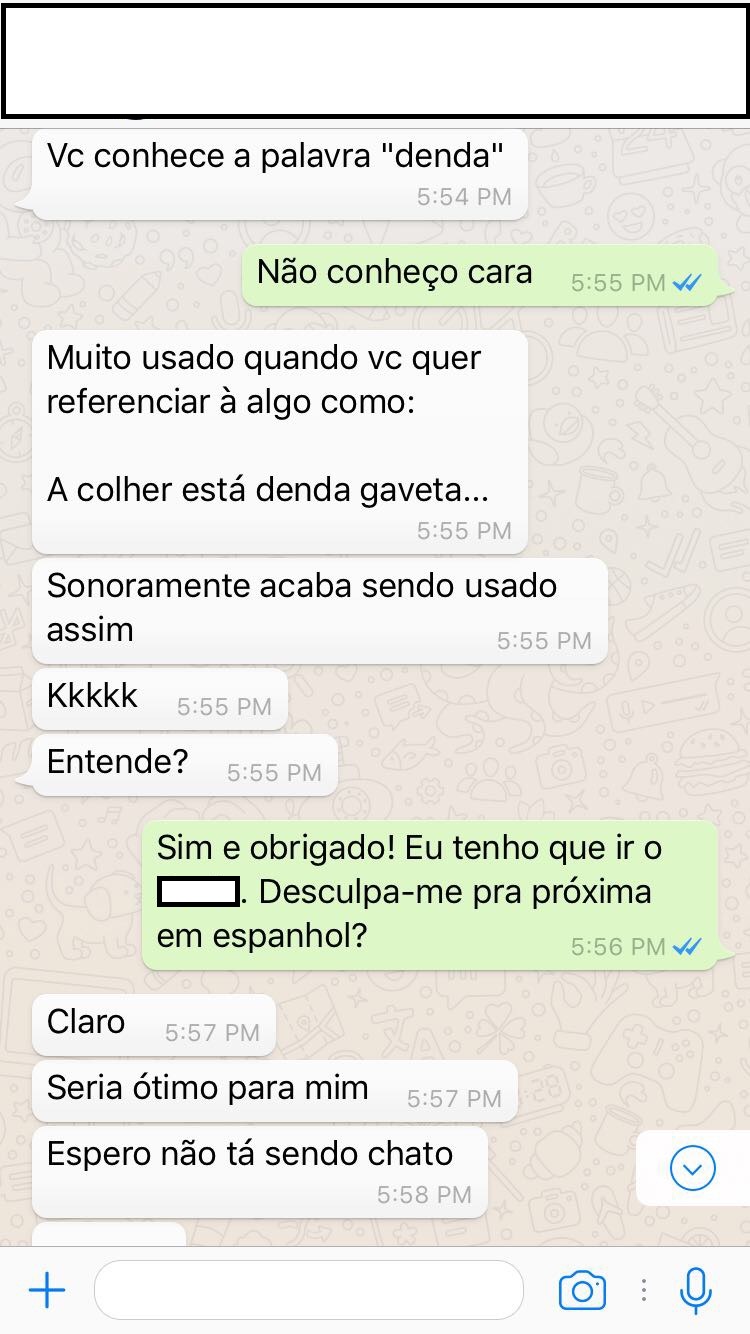 Vc conhece a palavra "denda"
5:54 PM
Não conheço cara 5:55 PM
Muito usado quando vc quer
referenciar à algo como:
A colher está denda gaveta...
5:55 PM
Sonoramente acaba sendo usado
assim 5:55 PM
Kkkkk 5:55 PM
Entende? 5:55 PM
Sim e obrigado! Eu tenho que ir o
. Desculpa-me pra próxima
em espanhol? 5:56 PM
Claro 5:57 PM
Seria ótimo para mim 5:57 PM
Espero não tá sendo chato
5:58 PM